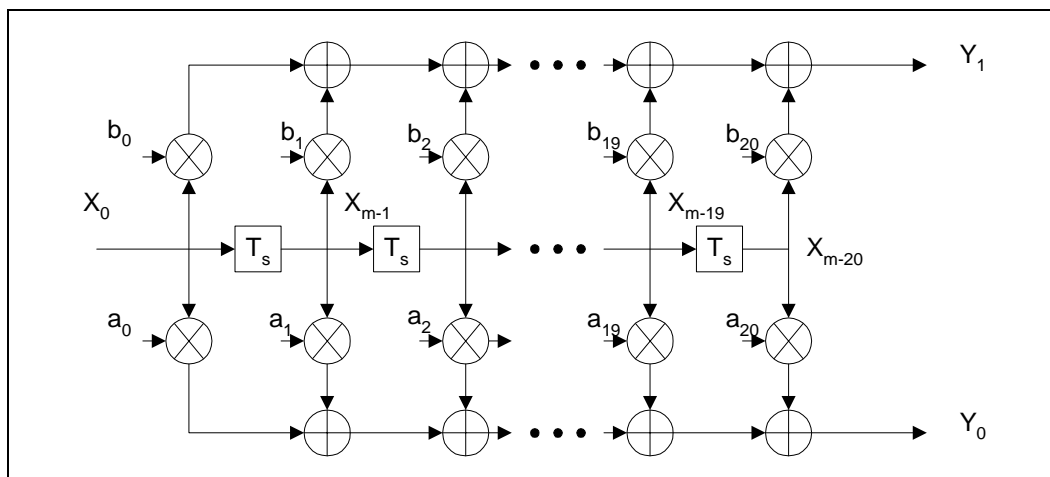 Y₁
b₀ b₁ b₂ b₁₉ b₂₀
X₀ Xₘ₋₁ Xₘ₋₁₉
Tₛ Tₛ Tₛ Xₘ₋₂₀
a₀ a₁ a₂ a₁₉ a₂₀
Y₀